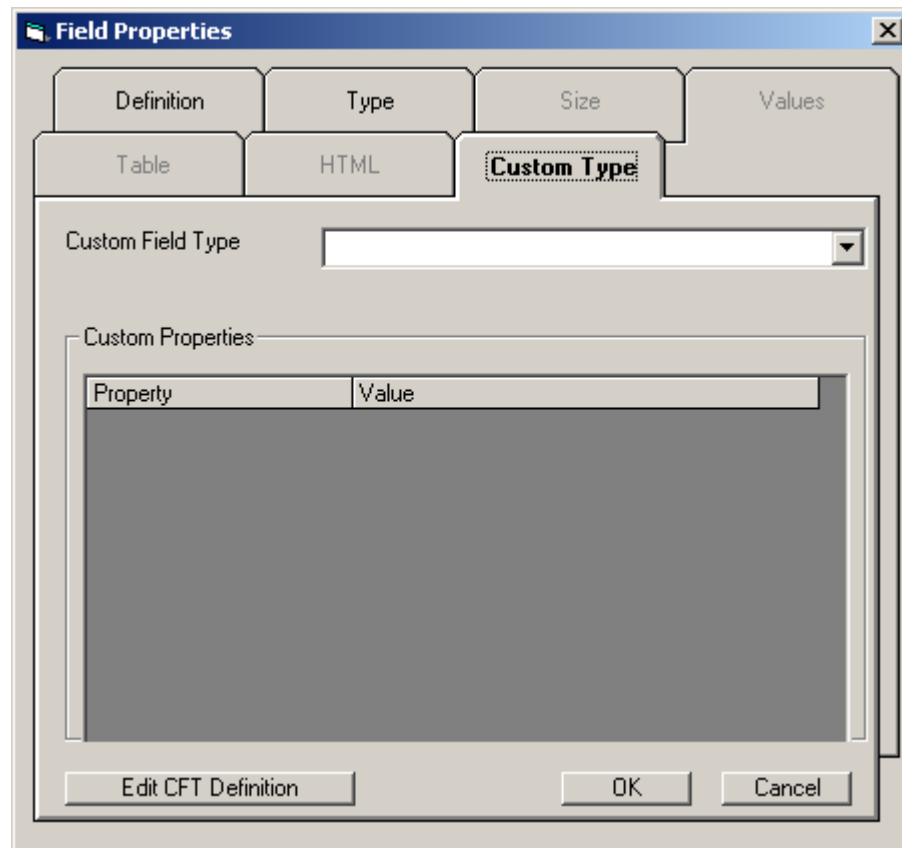 Field Properties
Definition Type Size Values
Table HTML Custom Type
Custom Field Type
Custom Properties
Property Value
Edit CFT Definition OK Cancel